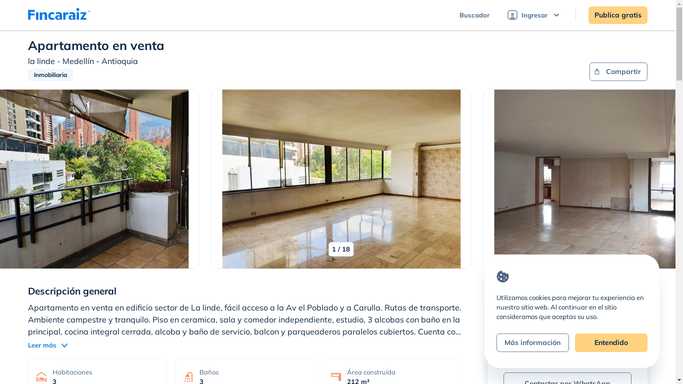 Fincaraiz
Buscador
Ingresar
Publica gratis
Apartamento en venta
la linde - Medellín - Antioquia
Inmobiliaria
Compartir
1 / 18
Descripción general
Apartamento en venta en edificio sector de La linde, fácil acceso a la Av el Poblado y a Carulla. Rutas de transporte.
Ambiente campestre y tranquilo. Piso en ceramica, sala y comedor independiente, estudio, 3 alcobas con baño en la
principal, cocina integral cerrada, alcoba y baño de servicio, balcon y parqueaderos paralelos cubiertos. Cuenta co...
Leer más
Habitaciones
3
Baños
3
Área construida
212 m²
Utilizamos cookies para mejorar tu experiencia en
nuestro sitio web. Al continuar en el sitio
consideramos que aceptas su uso.
Más información
Entendido
Contactar por WhatsApp